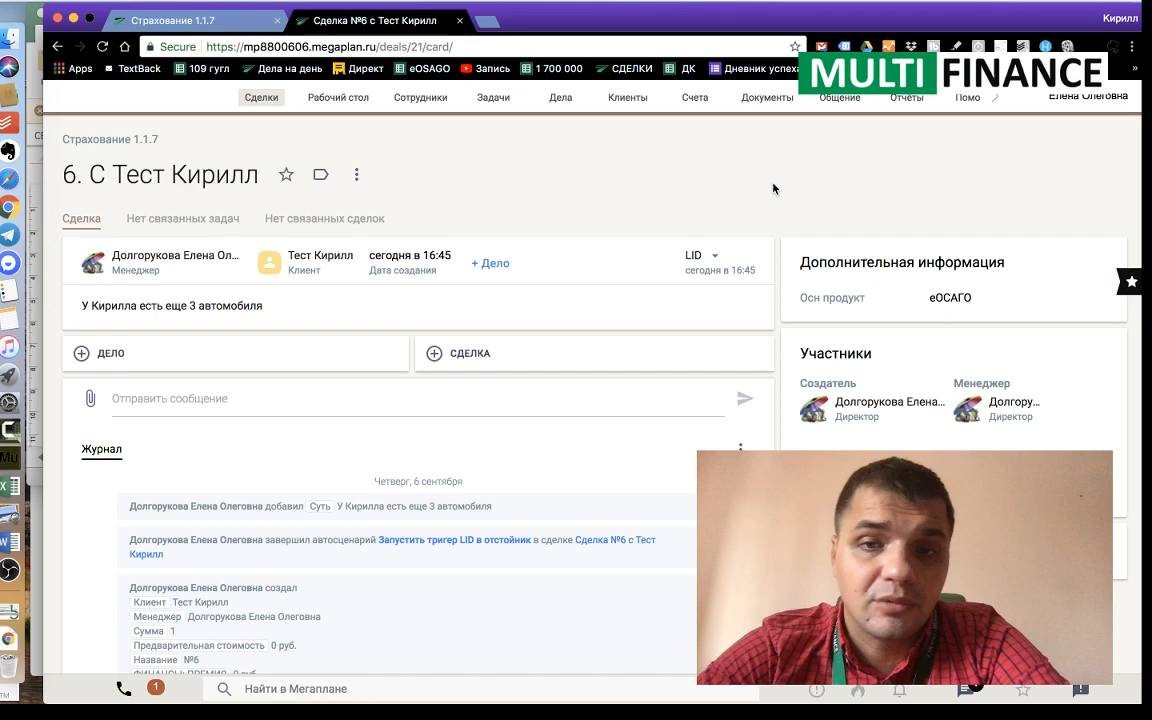 Страхование 1.1.7
Сделка №6 с Тест Кирилл
Кирилл
Secure
https://mp8800606.megaplan.ru/deals/21/card/
Apps
TextBack
109 гугл
Дела на день
Директ
eOSAGO
Запись
1 700 000
СДЕЛКИ
ДК
Дневник успеха
MULTI FINANCE
Сделки
Рабочий стол
Сотрудники
Задачи
Дела
Клиенты
Счета
Документы
Общение
Отчеты
Помо
Елена Олеговна
Страхование 1.1.7
6. С Тест Кирилл
Сделка
Нет связанных задач
Нет связанных сделок
Долгорукова Елена Ол...
Менеджер
Тест Кирилл
Клиент
сегодня в 16:45
Дата создания
+ Дело
LID
сегодня в 16:45
У Кирилла есть еще 3 автомобиля
Дополнительная информация
Осн продукт
еОСАГО
ДЕЛО
СДЕЛКА
Участники
Создатель
Менеджер
Долгорукова Елена...
Директор
Долгору...
Директор
Отправить сообщение
Журнал
Четверг, 6 сентября
Долгорукова Елена Олеговна добавил Суть У Кирилла есть еще 3 автомобиля
Долгорукова Елена Олеговна завершил автосценарий Запустить тригер LID в отстойник в сделке Сделка №6 с Тест
Кирилл
Долгорукова Елена Олеговна создал
Клиент Тест Кирилл
Менеджер Долгорукова Елена Олеговна
Сумма 1
Предварительная стоимость 0 руб.
Название №6
ФИНАНСЫ: ПРЕМИЯ 0 руб.
1
Найти в Мегаплане